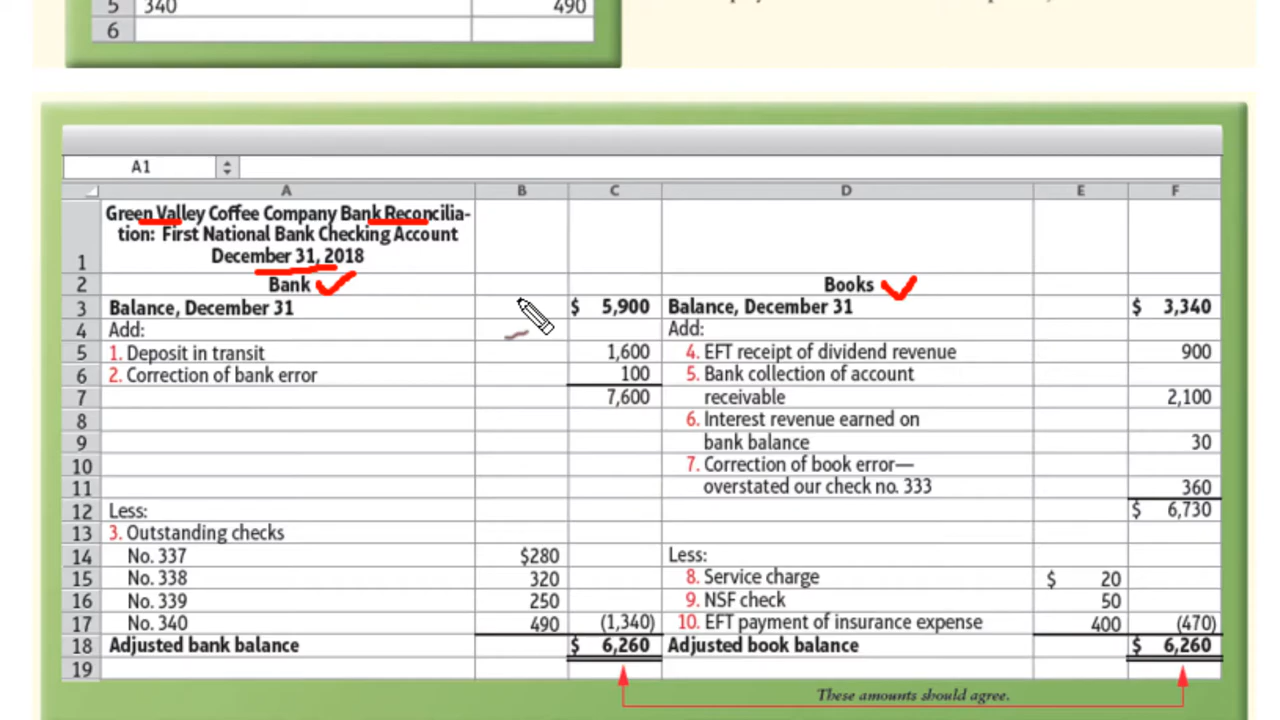 5 340 490
6
A1
A B C D E F
Green Valley Coffee Company Bank Reconcilia-
tion: First National Bank Checking Account
1 December 31, 2018
2 Bank Books
3 Balance, December 31 $ 5,900 Balance, December 31 $ 3,340
4 Add: Add:
5 1. Deposit in transit 1,600 4. EFT receipt of dividend revenue 900
6 2. Correction of bank error 100 5. Bank collection of account
7 7,600 receivable 2,100
8 6. Interest revenue earned on
9 bank balance 30
10 7. Correction of book error—
11 overstated our check no. 333 360
12 Less: $ 6,730
13 3. Outstanding checks
14 No. 337 $280 Less:
15 No. 338 320 8. Service charge $ 20
16 No. 339 250 9. NSF check 50
17 No. 340 490 (1,340) 10. EFT payment of insurance expense 400 (470)
18 Adjusted bank balance $ 6,260 Adjusted book balance $ 6,260
19
These amounts should agree.